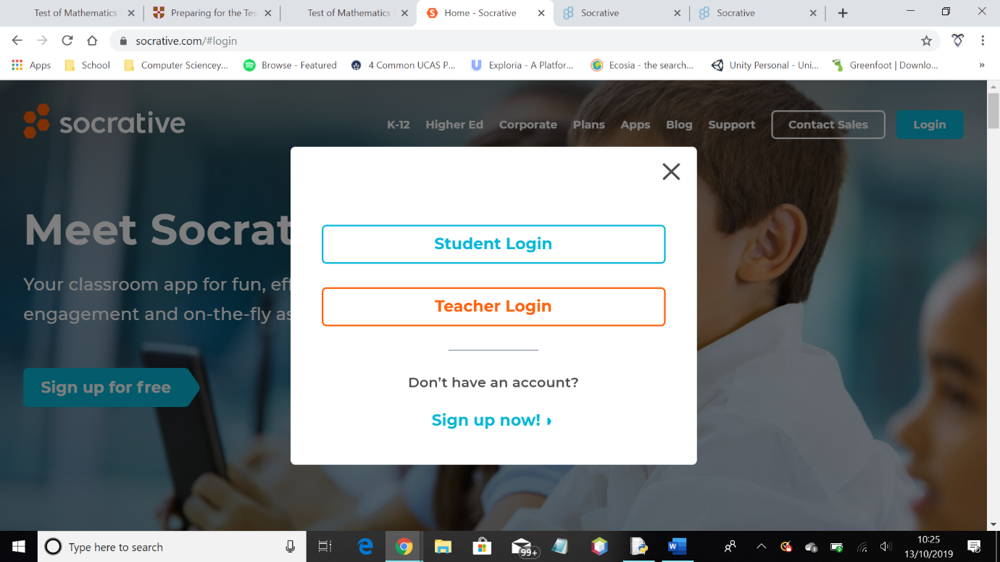 Test of Mathematics
Preparing for the Tes
Test of Mathematics
Home - Socrative
Socrative
Socrative
socrative.com/#login
Apps
School
Computer Sciencey...
Browse - Featured
4 Common UCAS P...
Exploria - A Platfor...
Ecosia - the search...
Unity Personal - Uni...
Greenfoot | Downlo...
»
socrative
K-12
Higher Ed
Corporate
Plans
Apps
Blog
Support
Contact Sales
Login
Meet Socrat
Your classroom app for fun, eff
engagement and on-the-fly as
Sign up for free
Student Login
Teacher Login
Don't have an account?
Sign up now!
Type here to search
99+
10:25
13/10/2019